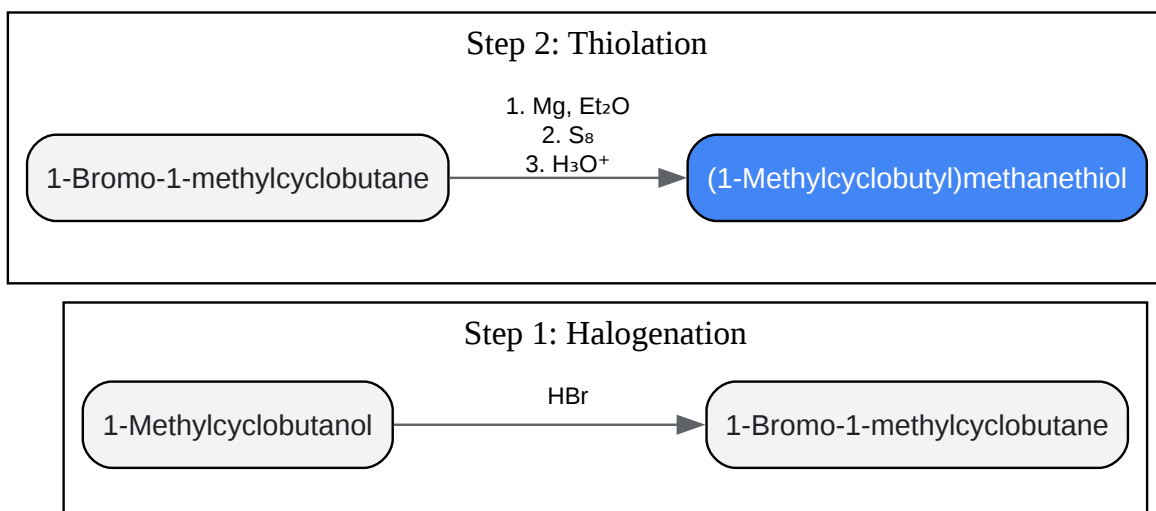 Step 2: Thiolation
1. Mg, Et₂O
2. S₈
3. H₃O⁺
1-Bromo-1-methylcyclobutane
(1-Methylcyclobutyl)methanethiol
Step 1: Halogenation
HBr
1-Methylcyclobutanol
1-Bromo-1-methylcyclobutane